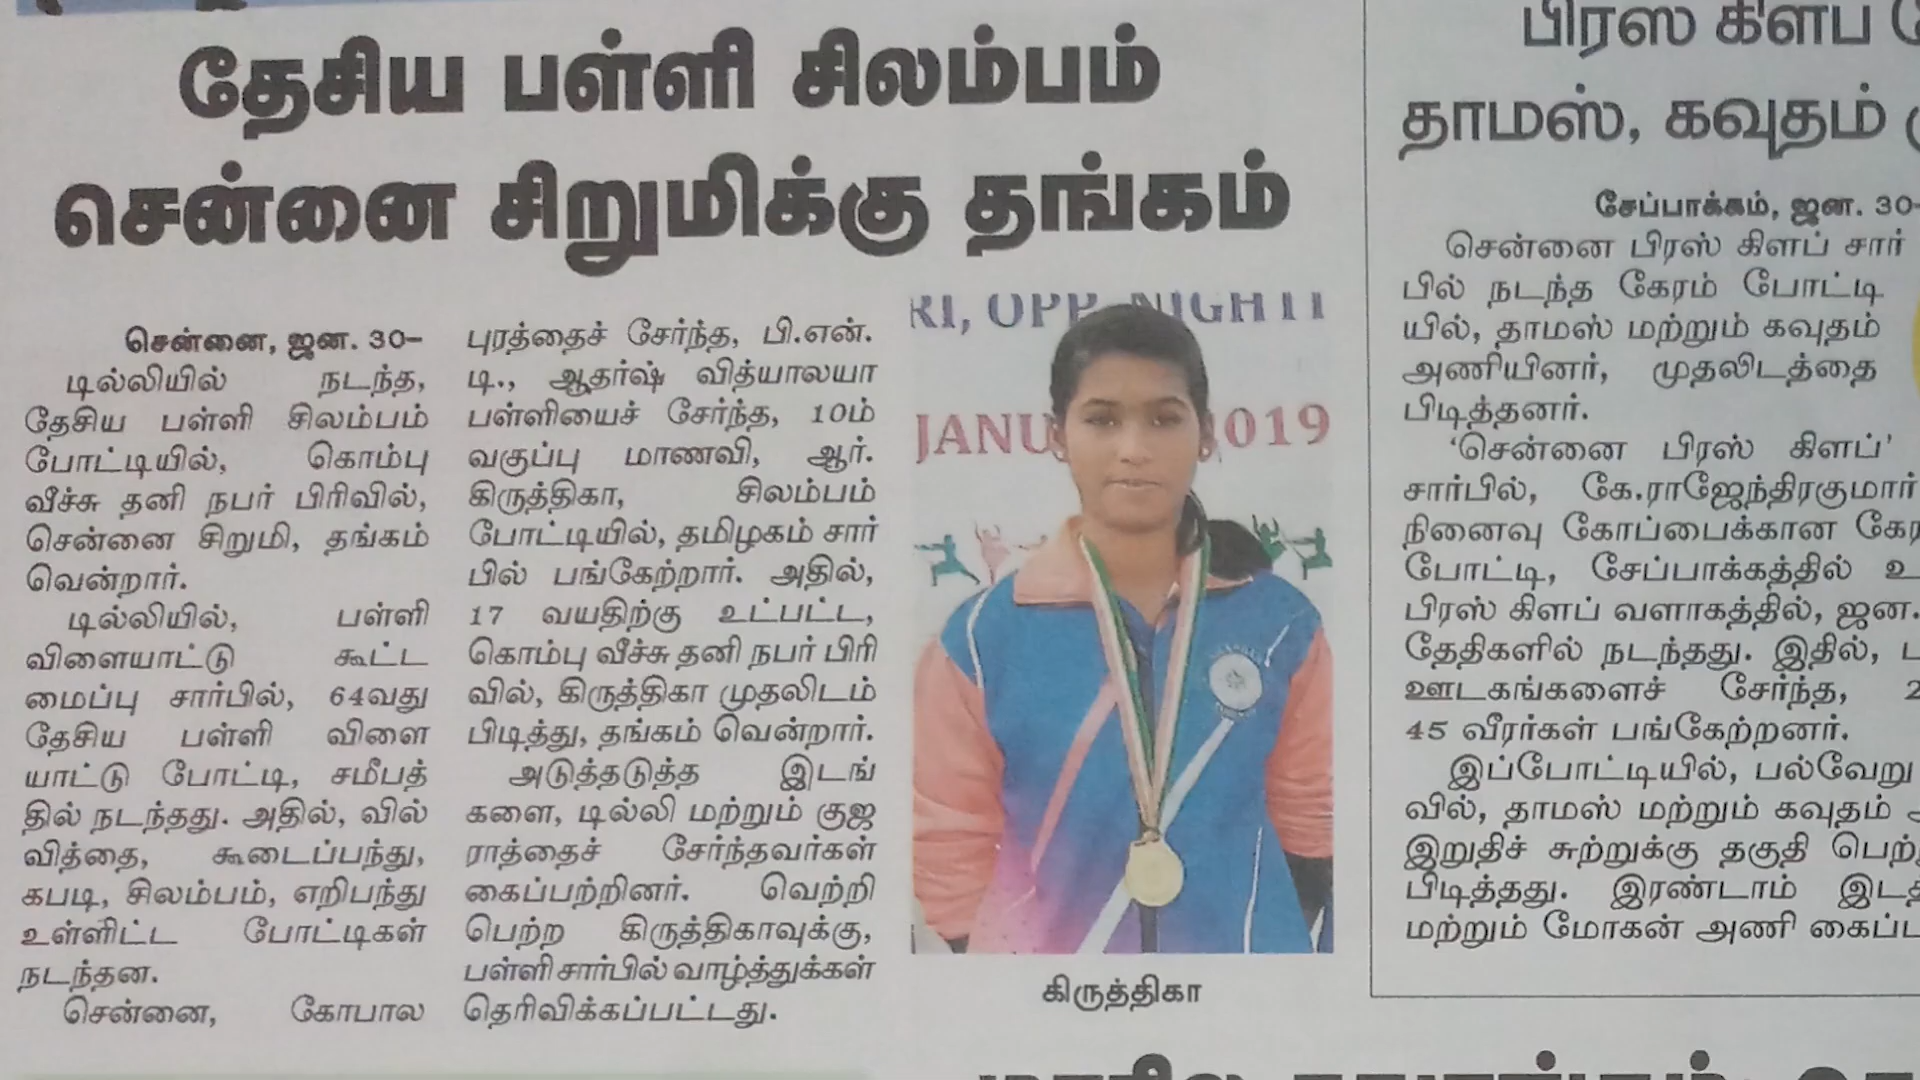 தேசிய பள்ளி சிலம்பம்
சென்னை சிறுமிக்கு தங்கம்
சென்னை, ஜன. 30–
டில்லியில் நடந்த,
தேசிய பள்ளி சிலம்பம்
போட்டியில், கொம்பு
வீச்சு தனி நபர் பிரிவில்,
சென்னை சிறுமி, தங்கம்
வென்றார்.
டில்லியில், பள்ளி
விளையாட்டு கூட்ட
மைப்பு சார்பில், 64வது
தேசிய பள்ளி விளை
யாட்டு போட்டி, சமீபத்
தில் நடந்தது. அதில், வில்
வித்தை, கூடைப்பந்து,
கபடி, சிலம்பம், எறிபந்து
உள்ளிட்ட போட்டிகள்
நடந்தன.
சென்னை, கோபால
புரத்தைச் சேர்ந்த, பி.என்.
டி., ஆதர்ஷ் வித்யாலயா
பள்ளியைச் சேர்ந்த, 10ம்
வகுப்பு மாணவி, ஆர்.
கிருத்திகா, சிலம்பம்
போட்டியில், தமிழகம் சார்
பில் பங்கேற்றார். அதில்,
17 வயதிற்கு உட்பட்ட,
கொம்பு வீச்சு தனி நபர் பிரி
வில், கிருத்திகா முதலிடம்
பிடித்து, தங்கம் வென்றார்.
அடுத்தடுத்த இடங்
களை, டில்லி மற்றும் குஜ
ராத்தைச் சேர்ந்தவர்கள்
கைப்பற்றினர். வெற்றி
பெற்ற கிருத்திகாவுக்கு,
பள்ளி சார்பில் வாழ்த்துக்கள்
தெரிவிக்கப்பட்டது.
RI, OPP. NIGHT
JANU 2019
கிருத்திகா
பிரஸ் கிளப்
தாமஸ், கவுதம்
சேப்பாக்கம், ஜன. 30–
சென்னை பிரஸ் கிளப் சார்
பில் நடந்த கேரம் போட்டி
யில், தாமஸ் மற்றும் கவுதம்
அணியினர், முதலிடத்தை
பிடித்தனர்.
‘சென்னை பிரஸ் கிளப்’
சார்பில், கே.ராஜேந்திரகுமார்
நினைவு கோப்பைக்கான
போட்டி, சேப்பாக்கத்தில்
பிரஸ் கிளப் வளாகத்தில், ஜன.
தேதிகளில் நடந்தது. இதில்,
ஊடகங்களைச் சேர்ந்த,
45 வீரர்கள் பங்கேற்றனர்.
இப்போட்டியில், பல்வேறு
வில், தாமஸ் மற்றும் கவுதம்
இறுதிச் சுற்றுக்கு தகுதி
பிடித்தது. இரண்டாம்
மற்றும் மோகன் அணி